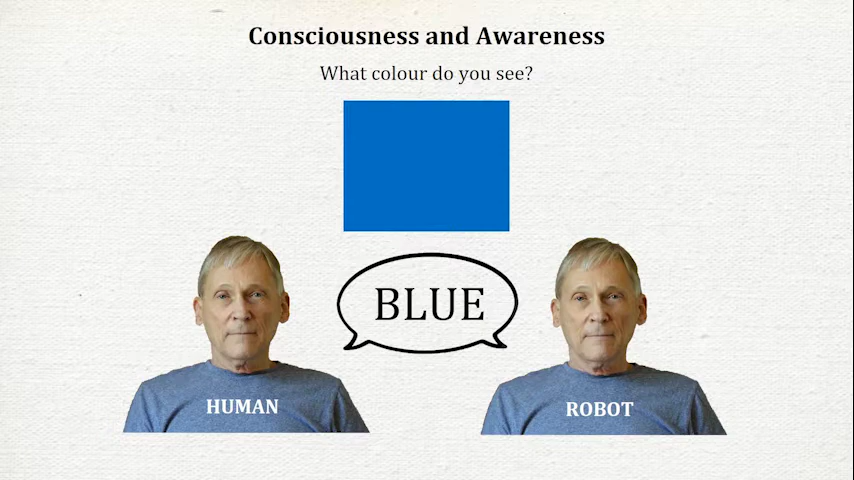 Consciousness and Awareness
What colour do you see?
BLUE
HUMAN
ROBOT